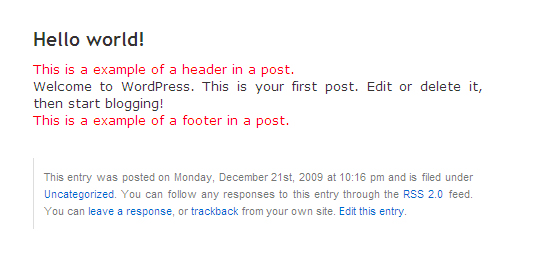 Hello world!
This is a example of a header in a post.
Welcome to WordPress. This is your first post. Edit or delete it,
then start blogging!
This is a example of a footer in a post.
This entry was posted on Monday, December 21st, 2009 at 10:16 pm and is filed under
Uncategorized. You can follow any responses to this entry through the RSS 2.0 feed.
You can leave a response, or trackback from your own site. Edit this entry.